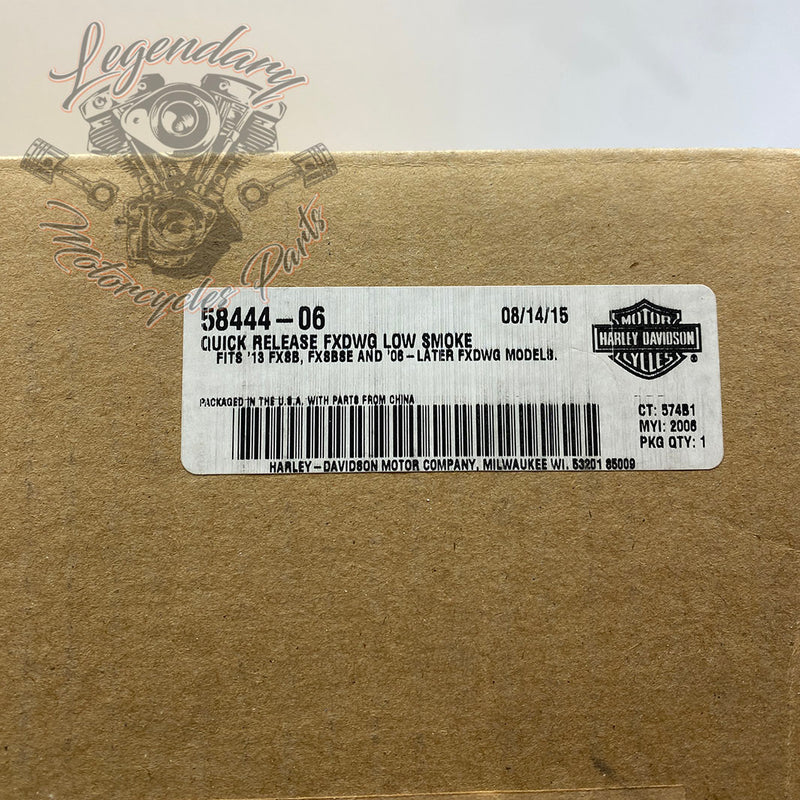 Legendary
Motorcycles Parts
58444-06
08/14/15
QUICK RELEASE FXDWG LOW SMOKE
FITS '13 FXSB, FXSBSE AND '06-LATER FXDWG MODELS.
MOTOR
HARLEY-DAVIDSON
CYCLES
®
PACKAGED IN THE U.S.A. WITH PARTS FROM CHINA
CT: 574B1
MYI: 2006
PKG QTY: 1
HARLEY-DAVIDSON MOTOR COMPANY, MILWAUKEE WI. 53201 65009